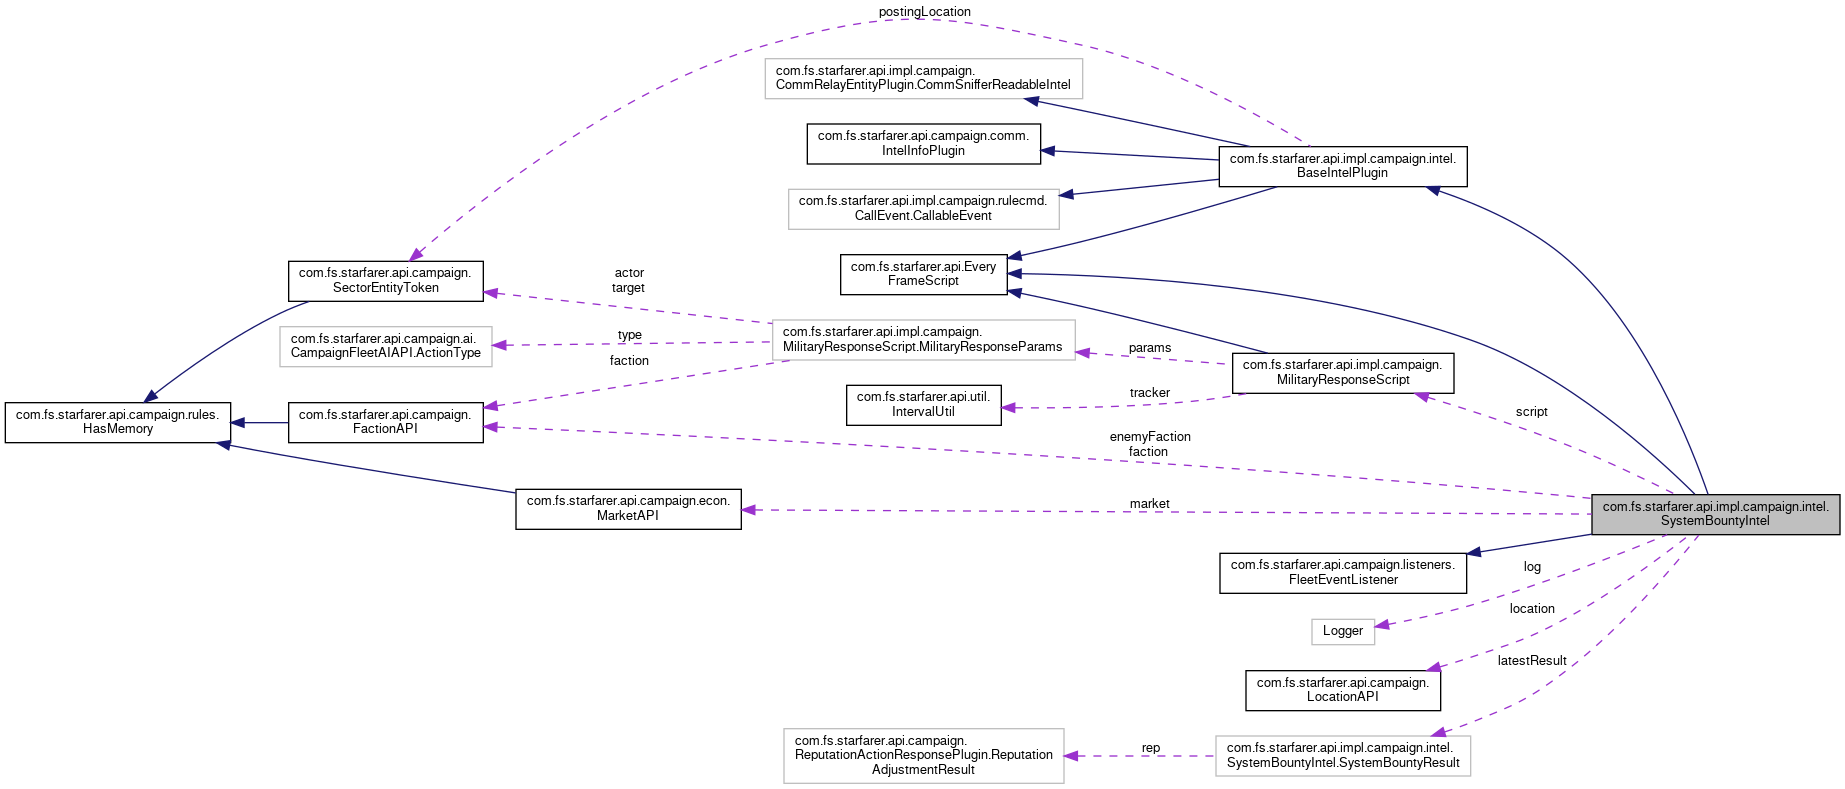 postingLocation
com.fs.starfarer.api.impl.campaign.
CommRelayEntityPlugin.CommSnifferReadableIntel
com.fs.starfarer.api.campaign.comm.
IntelInfoPlugin
com.fs.starfarer.api.impl.campaign.intel.
BaseIntelPlugin
com.fs.starfarer.api.impl.campaign.rulecmd.
CallEvent.CallableEvent
com.fs.starfarer.api.Every
FrameScript
com.fs.starfarer.api.campaign.
SectorEntityToken
actor
target
com.fs.starfarer.api.campaign.ai.
CampaignFleetAIAPI.ActionType
type
com.fs.starfarer.api.impl.campaign.
MilitaryResponseScript.MilitaryResponseParams
params
com.fs.starfarer.api.impl.campaign.
MilitaryResponseScript
faction
tracker
com.fs.starfarer.api.util.
IntervalUtil
com.fs.starfarer.api.campaign.rules.
HasMemory
com.fs.starfarer.api.campaign.
FactionAPI
script
enemyFaction
faction
com.fs.starfarer.api.campaign.econ.
MarketAPI
market
com.fs.starfarer.api.impl.campaign.intel.
SystemBountyIntel
com.fs.starfarer.api.campaign.listeners.
FleetEventListener
log
Logger
location
com.fs.starfarer.api.campaign.
LocationAPI
latestResult
com.fs.starfarer.api.campaign.
ReputationActionResponsePlugin.Reputation
AdjustmentResult
rep
com.fs.starfarer.api.impl.campaign.intel.
SystemBountyIntel.SystemBountyResult